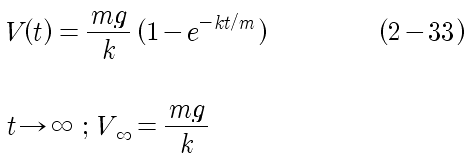 V(t) = mg/k (1 − e^{−kt/m}) (2 − 33)
t → ∞ ; V_∞ = mg/k